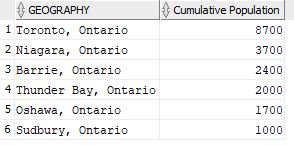 GEOGRAPHY Cumulative Population
1 Toronto, Ontario 8700
2 Niagara, Ontario 3700
3 Barrie, Ontario 2400
4 Thunder Bay, Ontario 2000
5 Oshawa, Ontario 1700
6 Sudbury, Ontario 1000